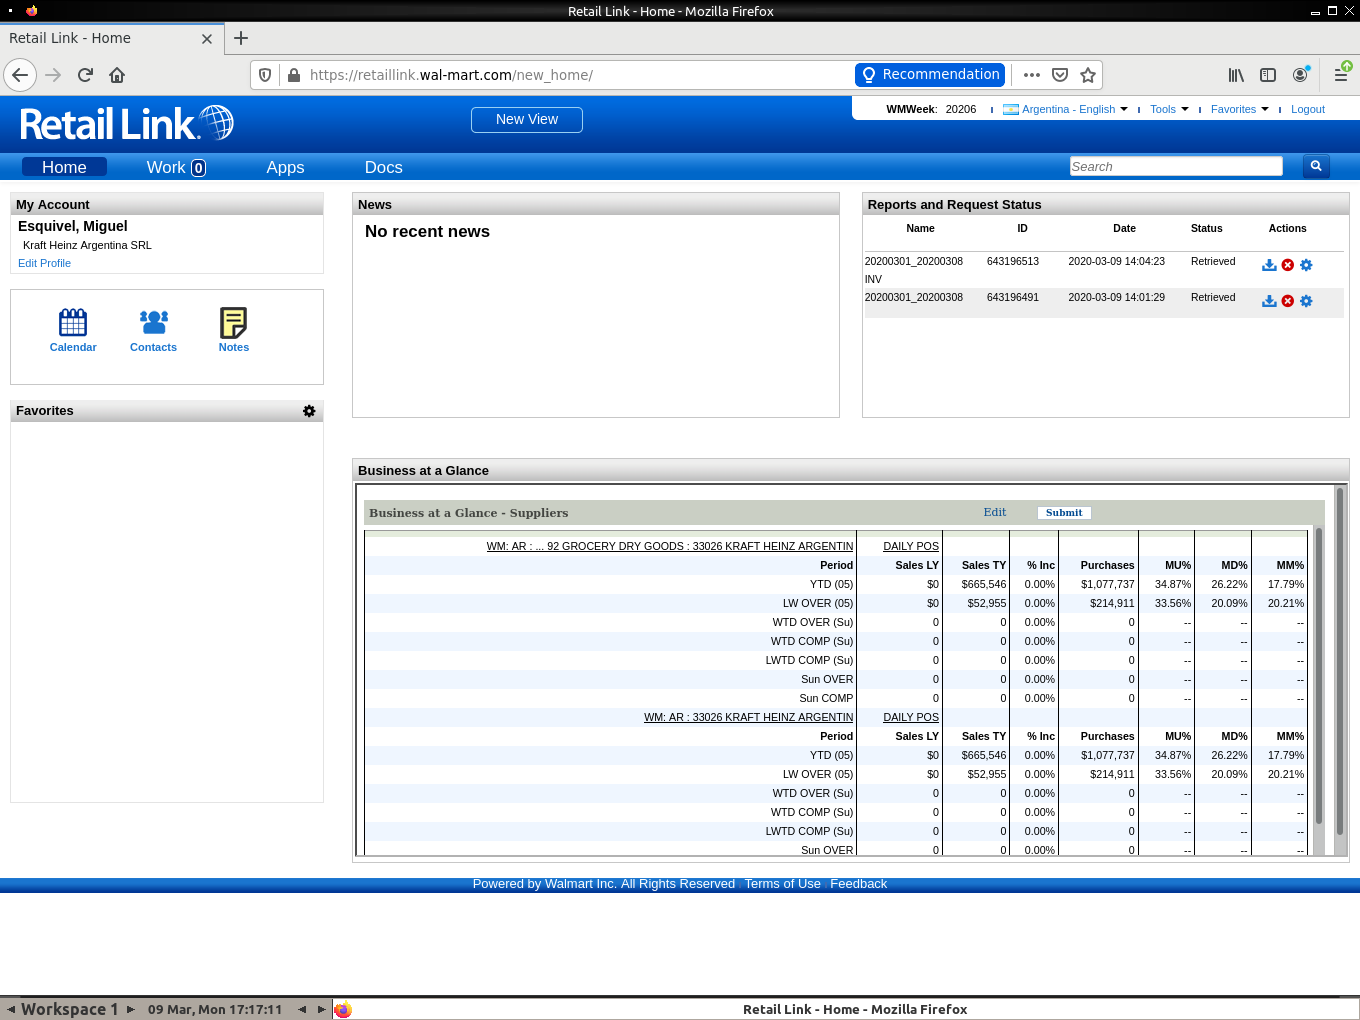 Retail Link - Home - Mozilla Firefox
Retail Link - Home
https://retaillink.wal-mart.com/new_home/
Recommendation
Retail Link.
New View
WMWeek: 20206
Argentina - English
Tools
Favorites
Logout
Home
Work 0
Apps
Docs
Search
My Account
Esquivel, Miguel
Kraft Heinz Argentina SRL
Edit Profile
Calendar
Contacts
Notes
Favorites
News
No recent news
Reports and Request Status
Name ID Date Status Actions
20200301_20200308 643196513 2020-03-09 14:04:23 Retrieved
INV
20200301_20200308 643196491 2020-03-09 14:01:29 Retrieved
Business at a Glance
Business at a Glance - Suppliers Edit Submit
WM: AR : ... 92 GROCERY DRY GOODS : 33026 KRAFT HEINZ ARGENTIN DAILY POS
Period Sales LY Sales TY % Inc Purchases MU% MD% MM%
YTD (05) $0 $665,546 0.00% $1,077,737 34.87% 26.22% 17.79%
LW OVER (05) $0 $52,955 0.00% $214,911 33.56% 20.09% 20.21%
WTD OVER (Su) 0 0 0.00% 0 -- -- --
WTD COMP (Su) 0 0 0.00% 0 -- -- --
LWTD COMP (Su) 0 0 0.00% 0 -- -- --
Sun OVER 0 0 0.00% 0 -- -- --
Sun COMP 0 0 0.00% 0 -- -- --
WM: AR : 33026 KRAFT HEINZ ARGENTIN DAILY POS
Period Sales LY Sales TY % Inc Purchases MU% MD% MM%
YTD (05) $0 $665,546 0.00% $1,077,737 34.87% 26.22% 17.79%
LW OVER (05) $0 $52,955 0.00% $214,911 33.56% 20.09% 20.21%
WTD OVER (Su) 0 0 0.00% 0 -- -- --
WTD COMP (Su) 0 0 0.00% 0 -- -- --
LWTD COMP (Su) 0 0 0.00% 0 -- -- --
Sun OVER 0 0 0.00% 0 -- -- --
Powered by Walmart Inc. All Rights Reserved Terms of Use Feedback
Workspace 1
09 Mar, Mon 17:17:11
Retail Link - Home - Mozilla Firefox